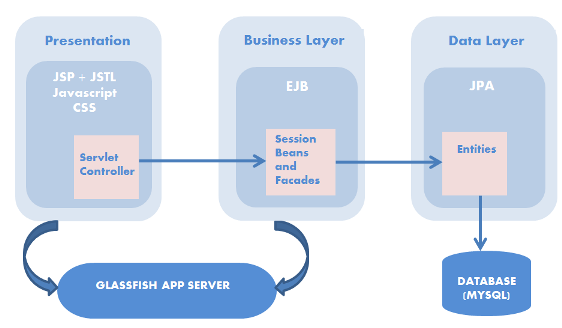 Presentation
JSP + JSTL
Javascript
CSS
Servlet
Controller
Business Layer
EJB
Session
Beans
and
Facades
Data Layer
JPA
Entities
GLASSFISH APP SERVER
DATABASE
(MYSQL)